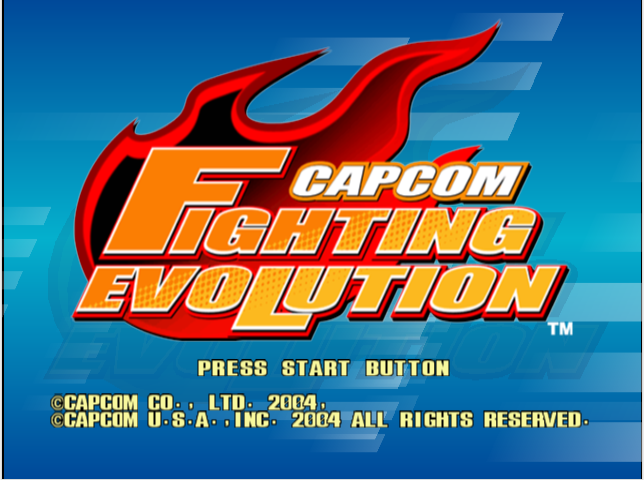 CAPCOM
FIGHTING
EVOLUTION
TM
PRESS START BUTTON
©CAPCOM CO., LTD. 2004,
©CAPCOM U.S.A.,INC. 2004 ALL RIGHTS RESERVED.